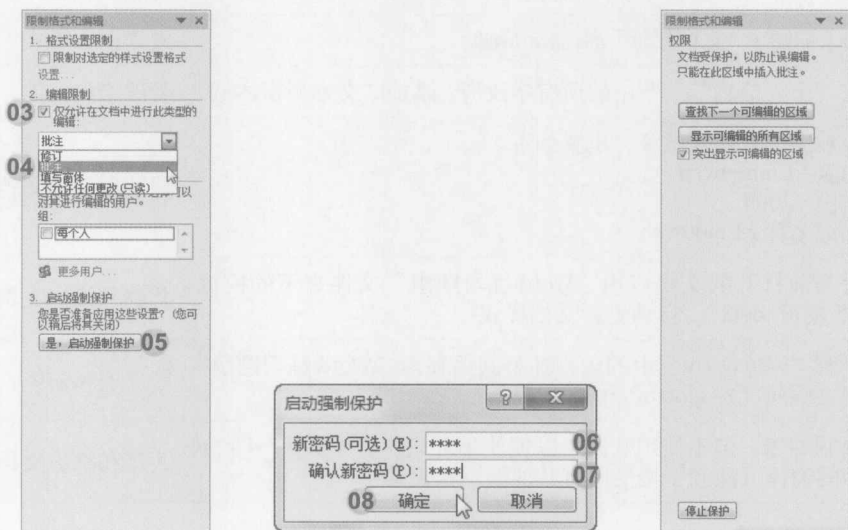 限制格式和编辑
1. 格式设置限制
限制对选定的样式设置格式
设置...
2. 编辑限制
03 仅允许在文档中进行此类型的
编辑:
批注
修订
04 批注
填写窗体
不允许任何更改(只读)
对其进行编辑的用户。
组:
每个人
更多用户...
3. 启动强制保护
您是否准备应用这些设置? (您可
以稍后将其关闭)
是，启动强制保护 05
启动强制保护
新密码(可选)(E): **** 06
确认新密码(P): **** 07
08 确定 取消
限制格式和编辑
权限
文档受保护，以防止误编辑。
只能在此区域中插入批注。
查找下一个可编辑的区域
显示可编辑的所有区域
突出显示可编辑的区域
停止保护